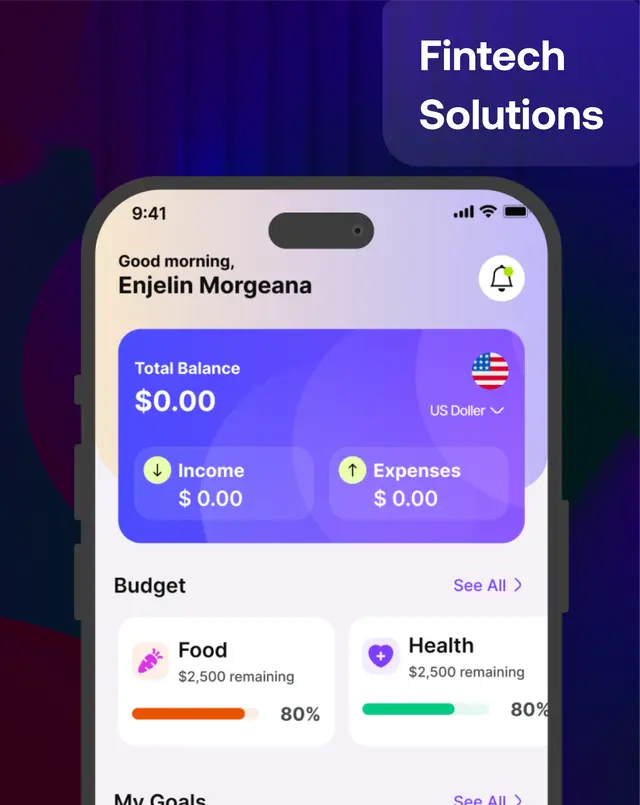 Fintech
Solutions
9:41
Good morning,
Enjelin Morgeana
Total Balance
$0.00
US Doller
Income
$ 0.00
Expenses
$ 0.00
Budget
See All
Food
$2,500 remaining
80%
Health
$2,500 remaining
80%
My Goals
See All